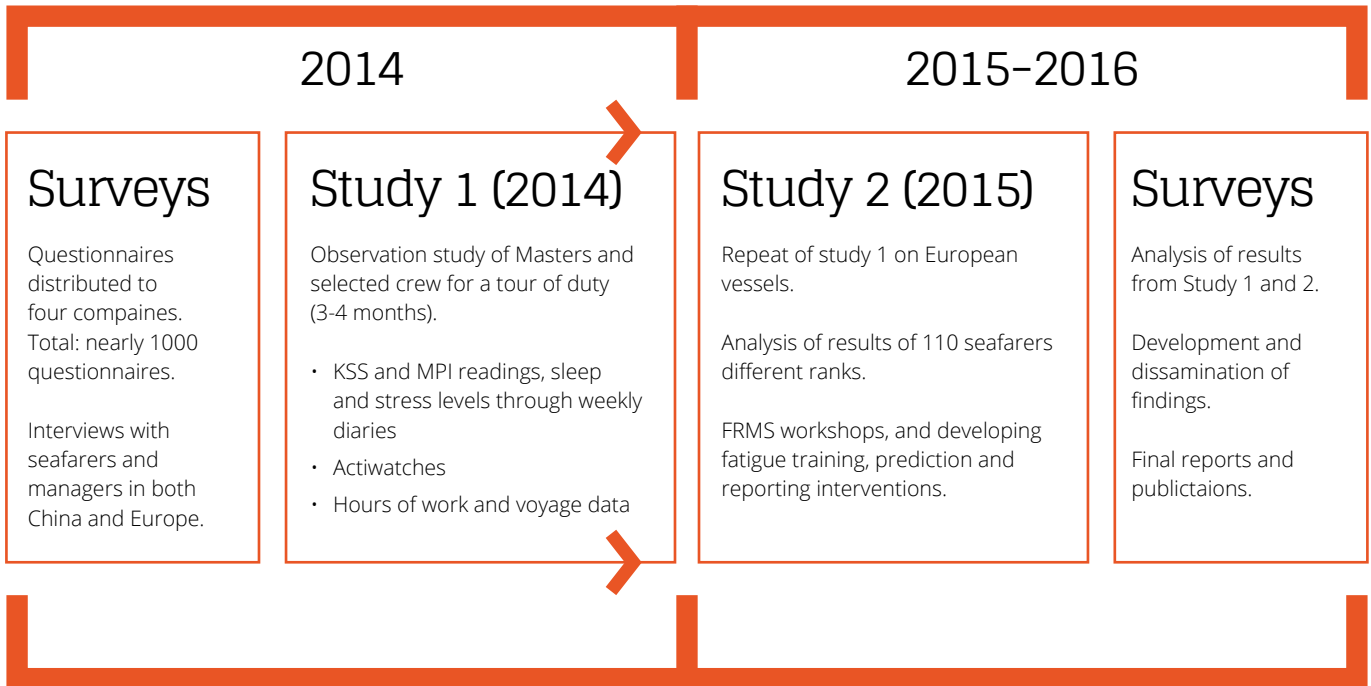 2014
2015–2016
Surveys
Questionnaires
distributed to
four compaines.
Total: nearly 1000
questionnaires.
Interviews with
seafarers and
managers in both
China and Europe.
Study 1 (2014)
Observation study of Masters and
selected crew for a tour of duty
(3-4 months).
• KSS and MPI readings, sleep
and stress levels through weekly
diaries
• Actiwatches
• Hours of work and voyage data
Study 2 (2015)
Repeat of study 1 on European
vessels.
Analysis of results of 110 seafarers
different ranks.
FRMS workshops, and developing
fatigue training, prediction and
reporting interventions.
Surveys
Analysis of results
from Study 1 and 2.
Development and
dissamination of
findings.
Final reports and
publictaions.